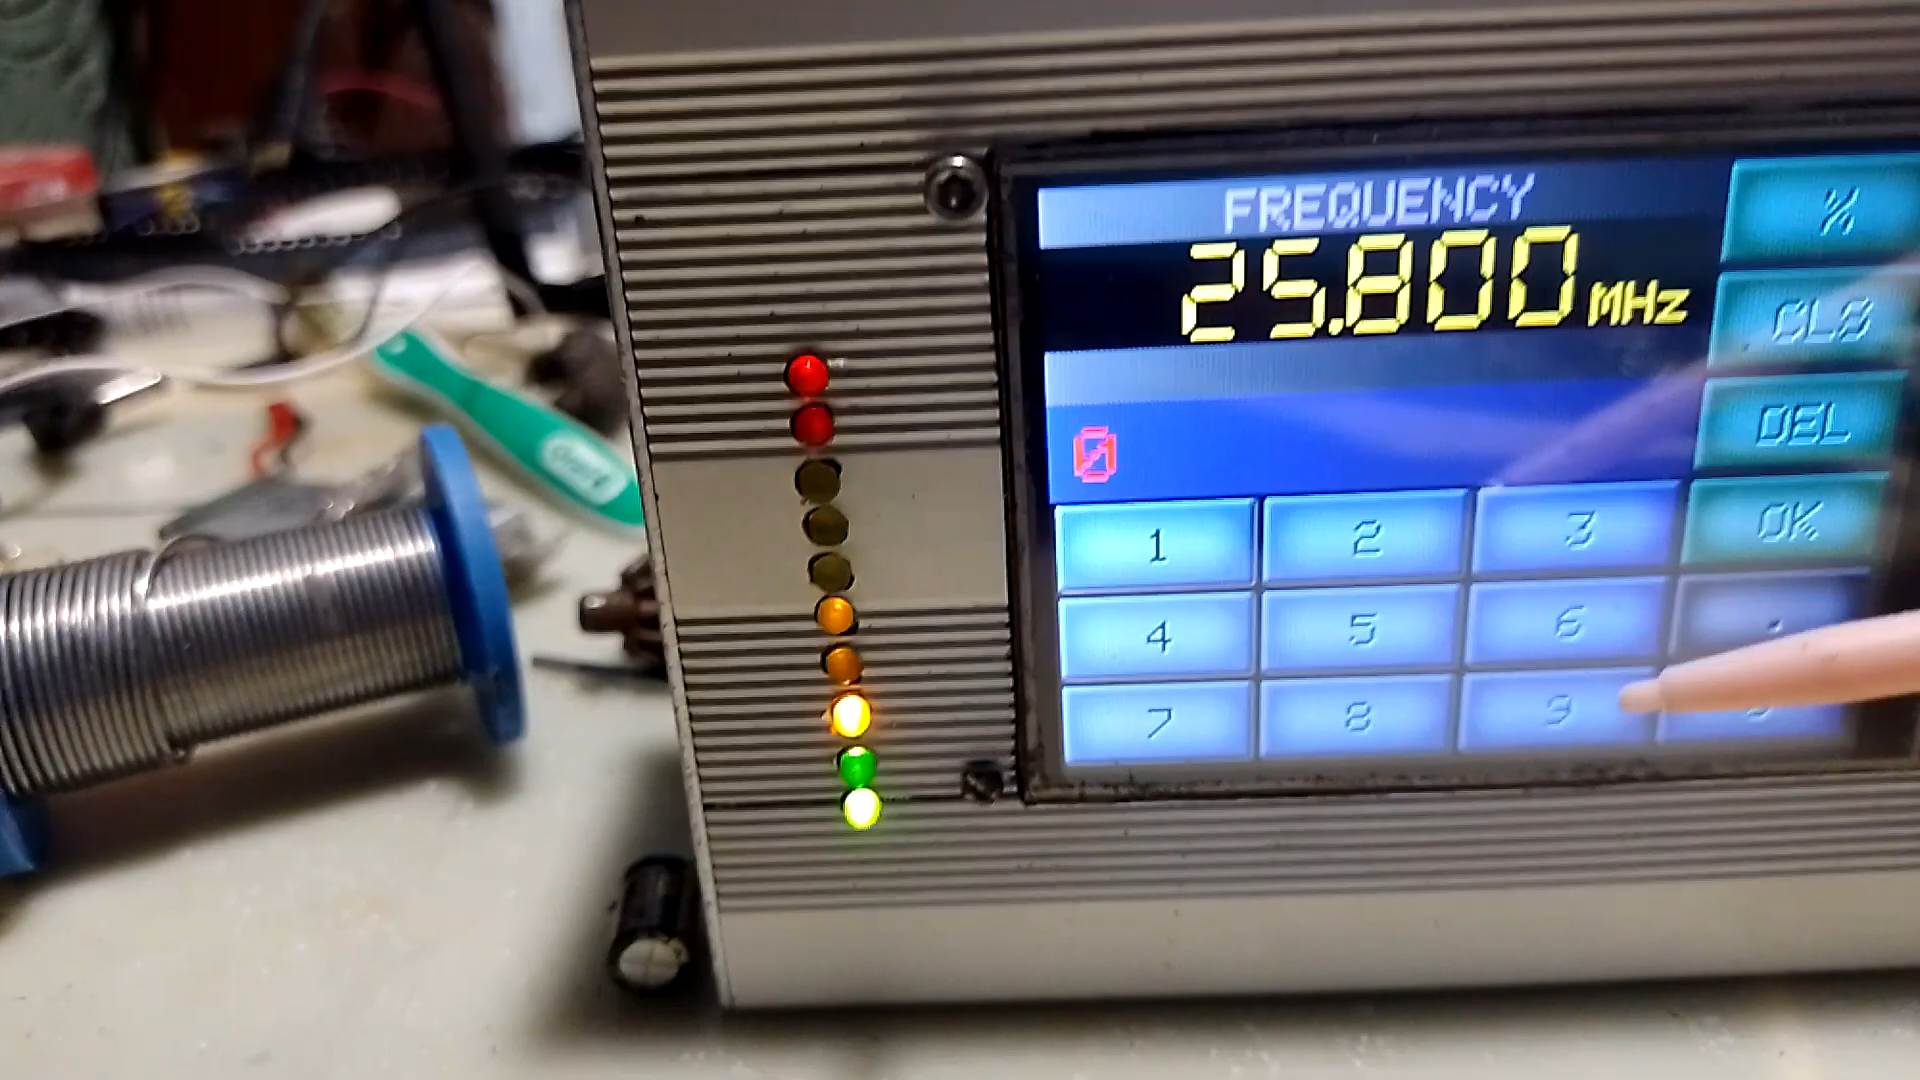 FREQUENCY
25.800 MHz
X
CLS
0
DEL
1 2 3 OK
4 5 6 .
7 8 9